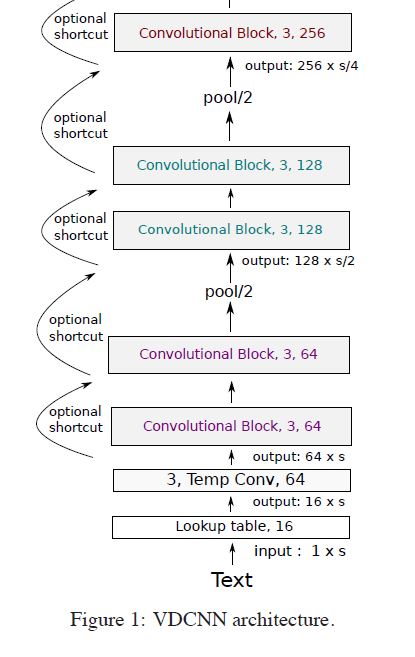 optional
shortcut
Convolutional Block, 3, 256
output: 256 x s/4
pool/2
optional
shortcut
Convolutional Block, 3, 128
optional
shortcut
Convolutional Block, 3, 128
output: 128 x s/2
pool/2
optional
shortcut
Convolutional Block, 3, 64
optional
shortcut
Convolutional Block, 3, 64
output: 64 x s
3, Temp Conv, 64
output: 16 x s
Lookup table, 16
input : 1 x s
Text
Figure 1: VDCNN architecture.